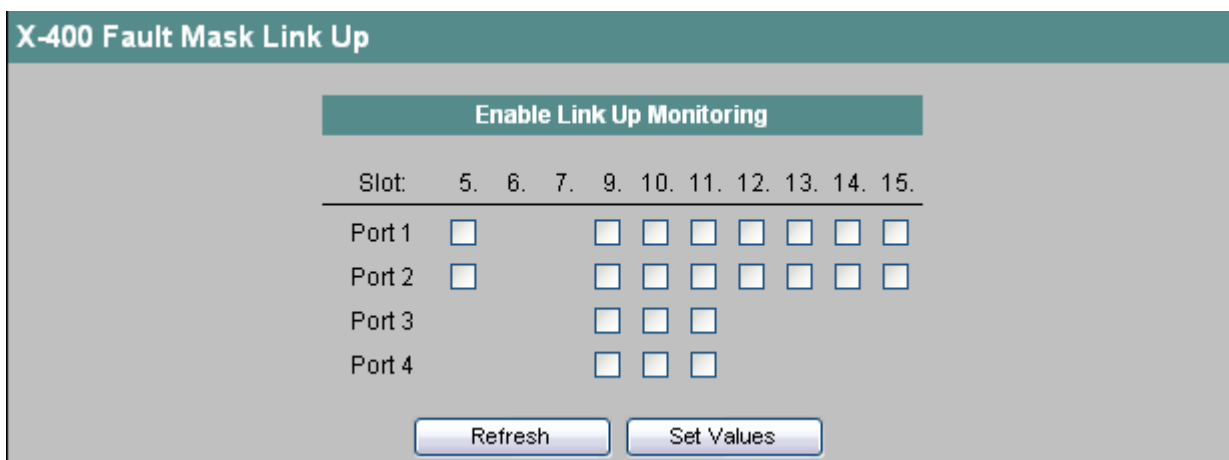 X-400 Fault Mask Link Up
Enable Link Up Monitoring
Slot: 5. 6. 7. 9. 10. 11. 12. 13. 14. 15.
Port 1
Port 2
Port 3
Port 4
Refresh Set Values